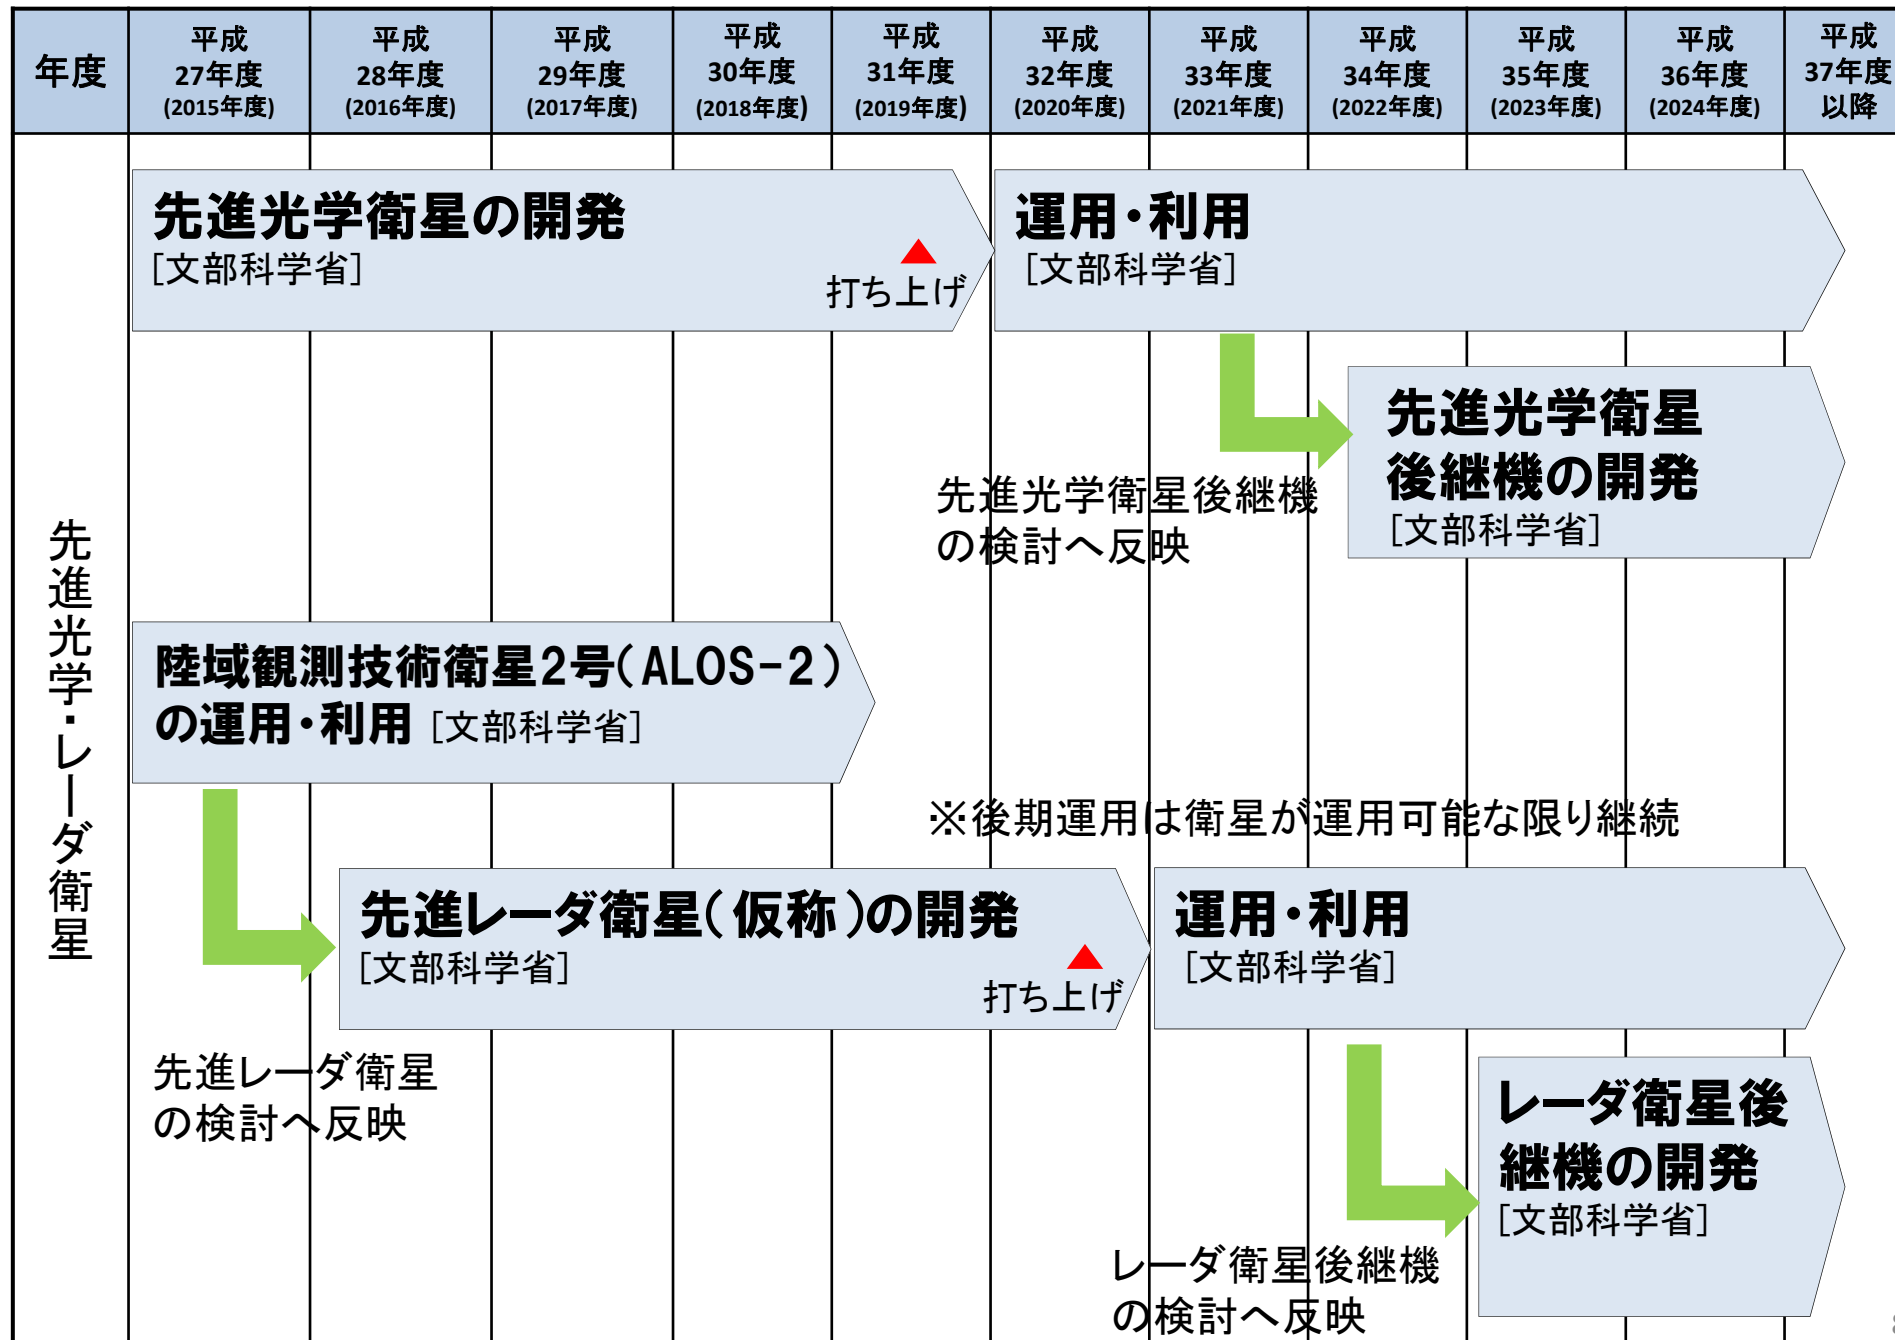 年度
平成
27年度
(2015年度)
平成
28年度
(2016年度)
平成
29年度
(2017年度)
平成
30年度
(2018年度)
平成
31年度
(2019年度)
平成
32年度
(2020年度)
平成
33年度
(2021年度)
平成
34年度
(2022年度)
平成
35年度
(2023年度)
平成
36年度
(2024年度)
平成
37年度
以降
先進光学・レーダ衛星
先進光学衛星の開発
[文部科学省]
打ち上げ
運用・利用
[文部科学省]
先進光学衛星後継機
の検討へ反映
先進光学衛星
後継機の開発
[文部科学省]
陸域観測技術衛星2号(ALOS-2)
の運用・利用 [文部科学省]
※後期運用は衛星が運用可能な限り継続
先進レーダ衛星(仮称)の開発
[文部科学省]
打ち上げ
運用・利用
[文部科学省]
先進レーダ衛星
の検討へ反映
レーダ衛星後
継機の開発
[文部科学省]
レーダ衛星後継機
の検討へ反映